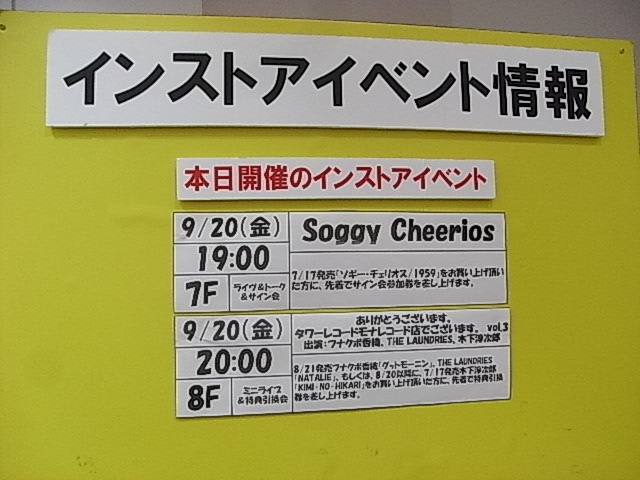 インストアイベント情報
本日開催のインストアイベント
9/20(金)
19:00
7F
ライヴ&トーク
&サイン会
Soggy Cheerios
7/17発売「ソギー・チェリオス/1959」をお買い上げ頂い
た方に、先着でサイン会参加券を差し上げます。
9/20(金)
20:00
8F
ミニライブ
&特典引換会
ありがとうございます。
タワーレコードモナレコード店でございます。 vol.3
出演:フナクボ香織、THE LAUNDRIES、木下淳次郎
8/21発売フナクボ香織「グットモーニン」、THE LAUNDRIES
「NATALIE」、もしくは、8/20以降に、7/17発売木下淳次郎
「KIMI-NO-HIKARI」をお買い上げ頂いた方に、先着で特典引換
券を差し上げます。